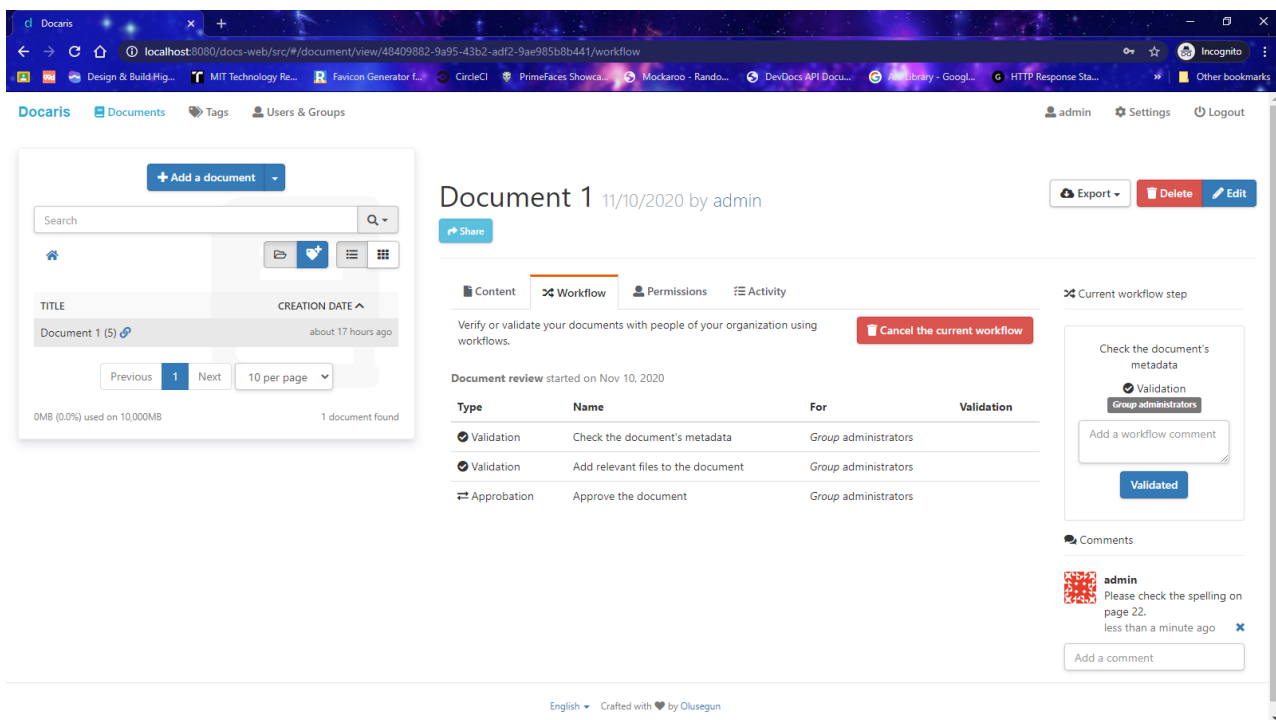 Docaris
localhost:8080/docs-web/src/#/document/view/48409882-9a95-43b2-adf2-9ae985b8b441/workflow
Incognito
Design & Build Hig...
MIT Technology Re...
Favicon Generator f...
CircleCI
PrimeFaces Showca...
Mockaroo - Rando...
DevDocs API Docu...
Library - Googl...
HTTP Response Sta...
»
Other bookmarks
Docaris
Documents
Tags
Users & Groups
admin
Settings
Logout
Add a document
Search
TITLE
CREATION DATE
Document 1 (5)
about 17 hours ago
Previous
1
Next
10 per page
0MB (0.0%) used on 10,000MB
1 document found
Document 1 11/10/2020 by admin
Export
Delete
Edit
Share
Content
Workflow
Permissions
Activity
Verify or validate your documents with people of your organization using
workflows.
Cancel the current workflow
Document review started on Nov 10, 2020
Type Name For Validation
Validation Check the document's metadata Group administrators
Validation Add relevant files to the document Group administrators
Approbation Approve the document Group administrators
Current workflow step
Check the document's
metadata
Validation
Group administrators
Add a workflow comment
Validated
Comments
admin
Please check the spelling on
page 22.
less than a minute ago
Add a comment
English
Crafted with ♥ by Olusegun